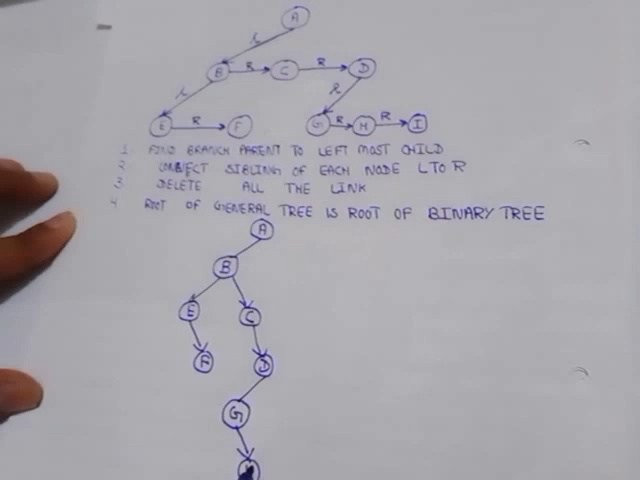 A
L
B R C R D
L L
E R F G R H R I
1 FIND BRANCH PARENT TO LEFT MOST CHILD
2 CONNECT SIBLING OF EACH NODE L TO R
3 DELETE ALL THE LINK
4 ROOT OF GENERAL TREE IS ROOT OF BINARY TREE
A
B
E C
F D
G